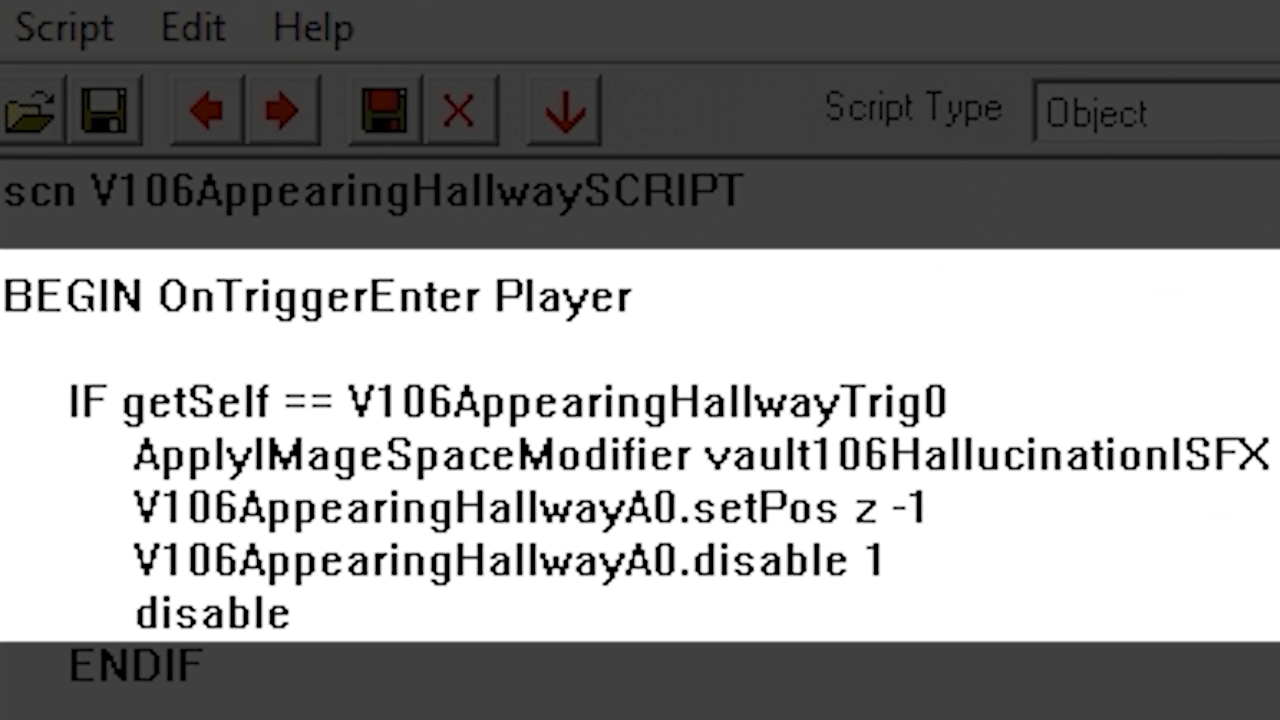 Script Edit Help
Script Type Object
scn V106AppearingHallwaySCRIPT
BEGIN OnTriggerEnter Player
IF getSelf == V106AppearingHallwayTrig0
ApplyIMageSpaceModifier vault106HallucinationISFX
V106AppearingHallwayA0.setPos z -1
V106AppearingHallwayA0.disable 1
disable
ENDIF